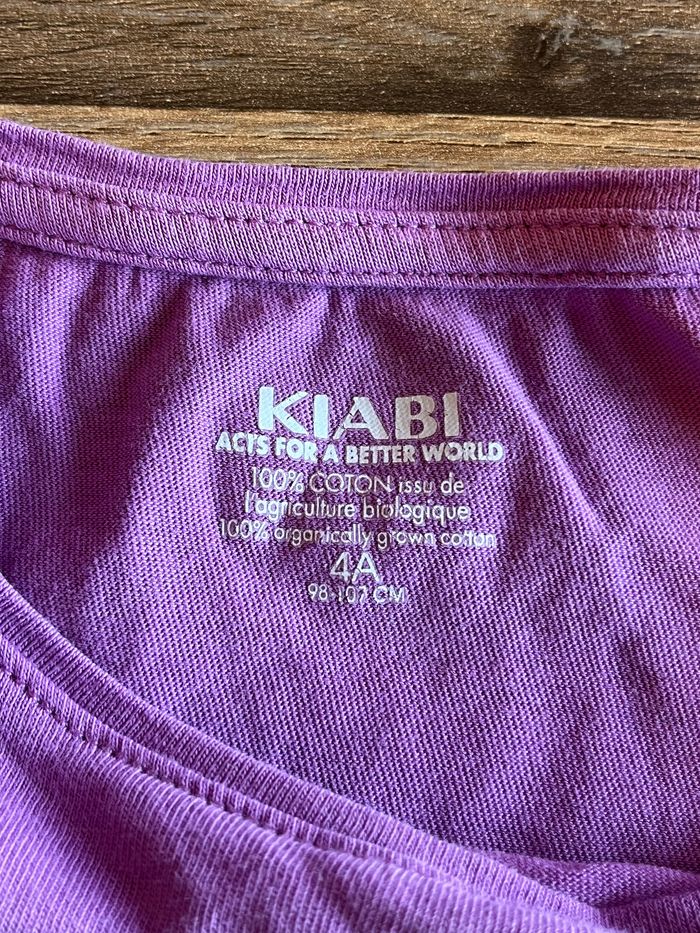 KIABI
ACTS FOR A BETTER WORLD
100% COTON issu de
l'agriculture biologique
100% organically grown cotton
4A
98-107 CM